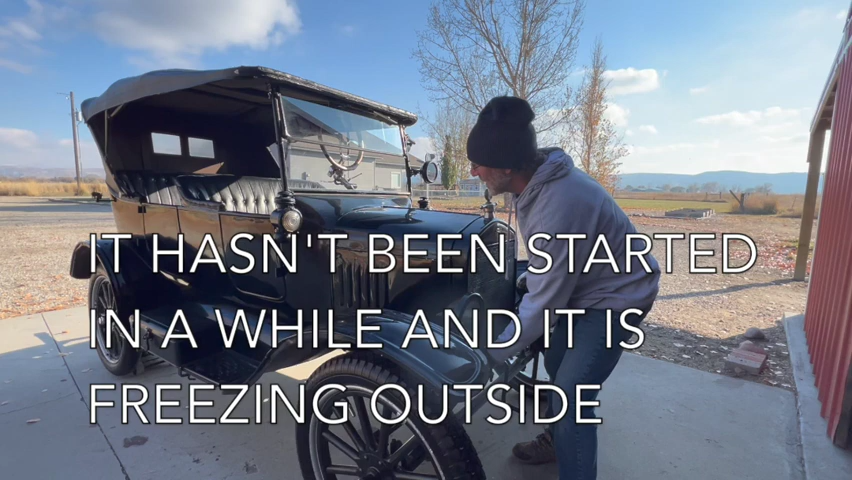 IT HASN'T BEEN STARTED
IN A WHILE AND IT IS
FREEZING OUTSIDE